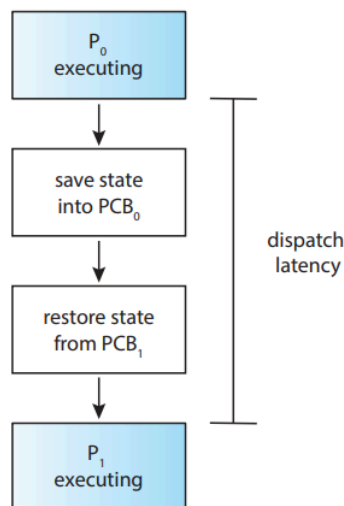 P₀
executing
save state
into PCB₀
dispatch
latency
restore state
from PCB₁
P₁
executing